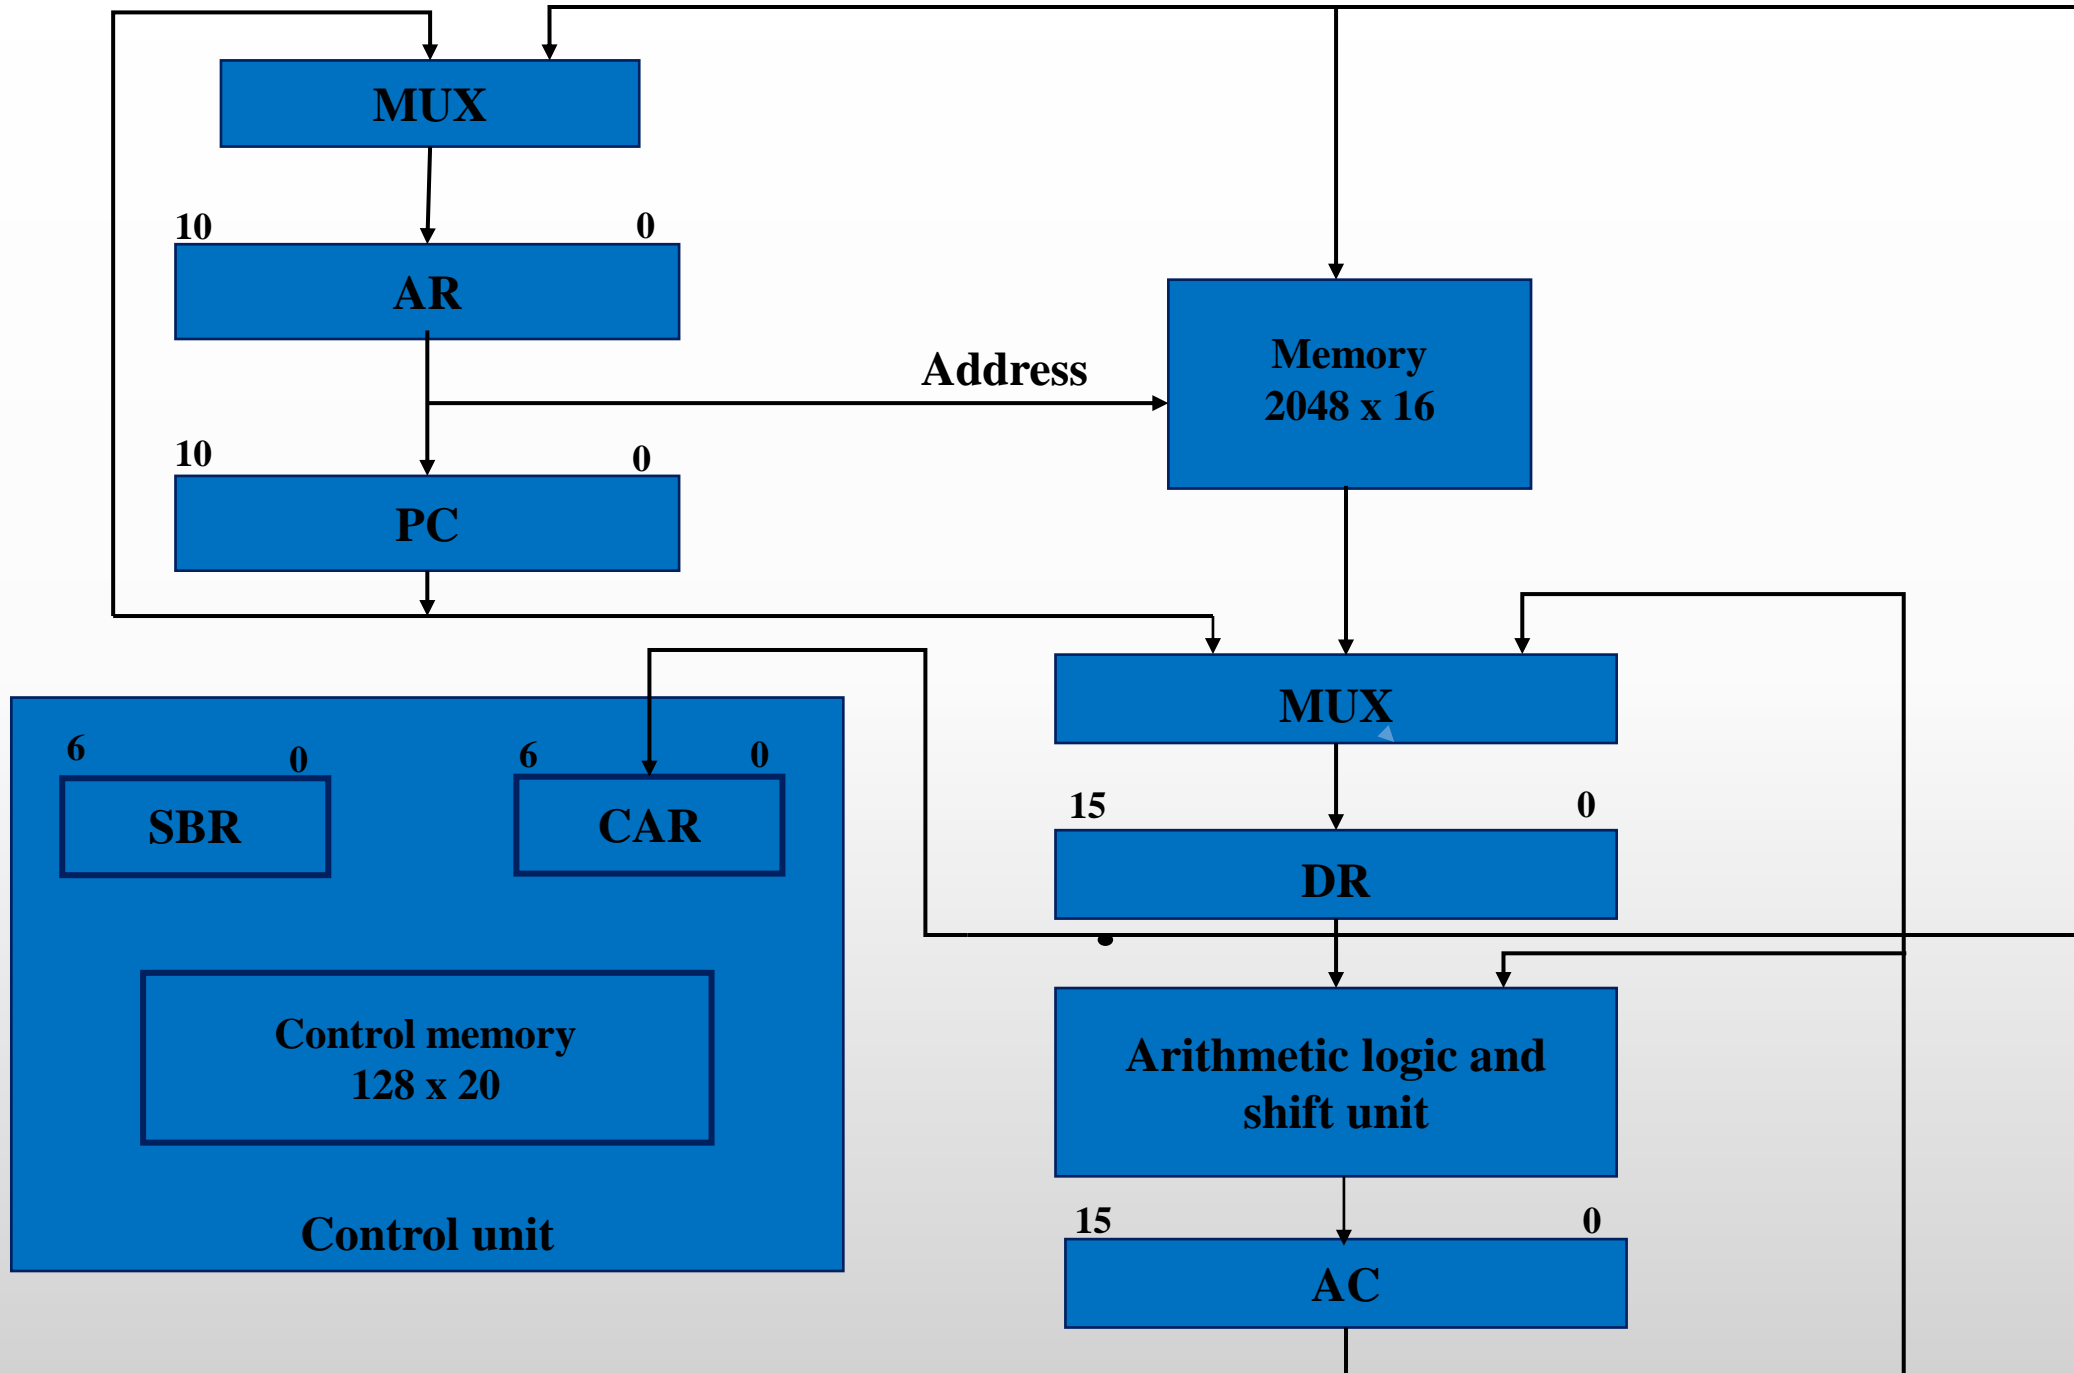 MUX
10
0
AR
Address
Memory
2048 x 16
10
0
PC
MUX
6
0
6
0
SBR
CAR
15
0
DR
Control memory
128 x 20
Arithmetic logic and
shift unit
Control unit
15
0
AC